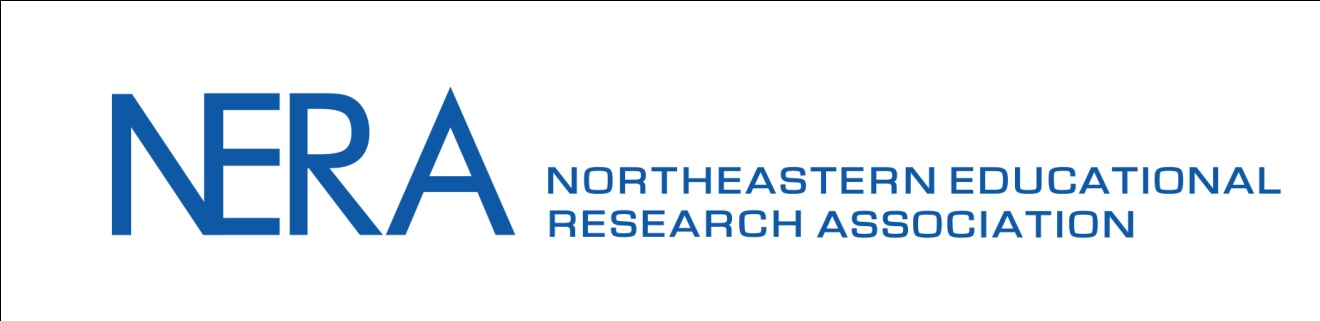 NERA
NORTHEASTERN EDUCATIONAL
RESEARCH ASSOCIATION